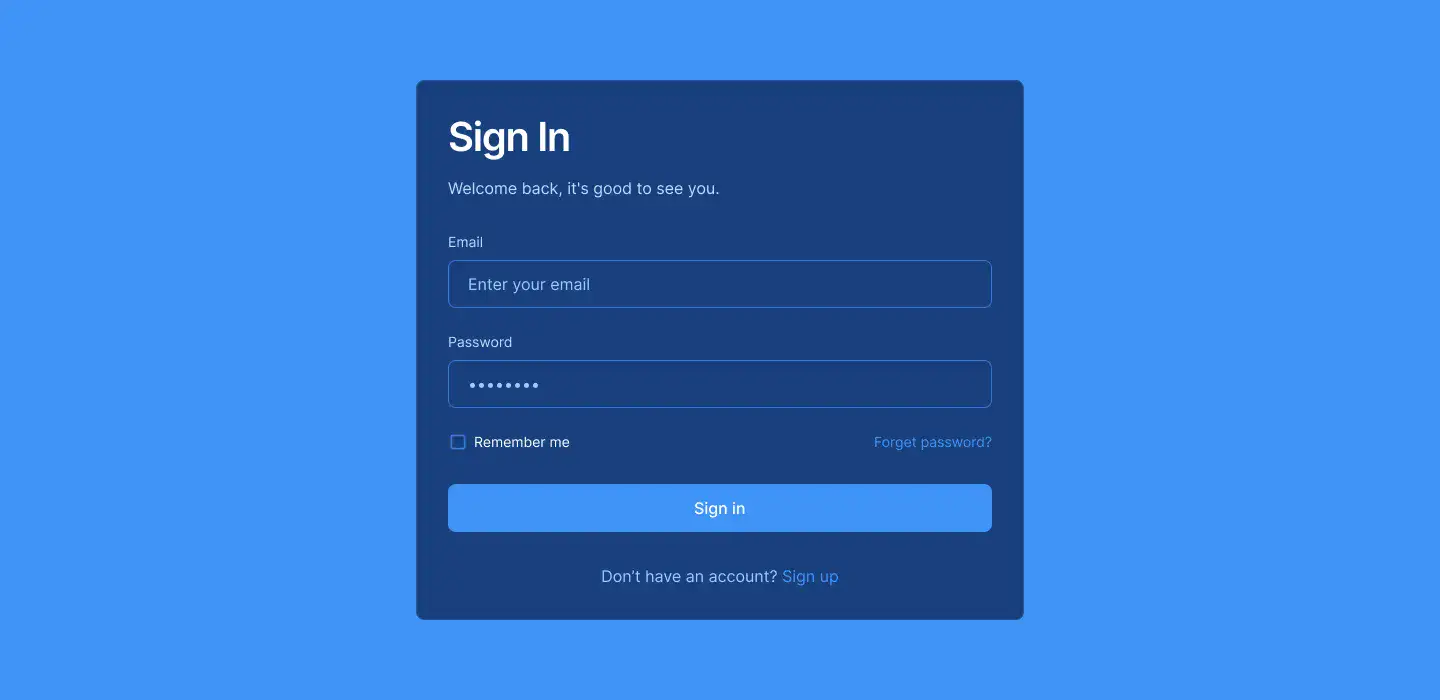 Sign In
Welcome back, it's good to see you.
Email
Enter your email
Password
••••••••
Remember me
Forget password?
Sign in
Don’t have an account? Sign up